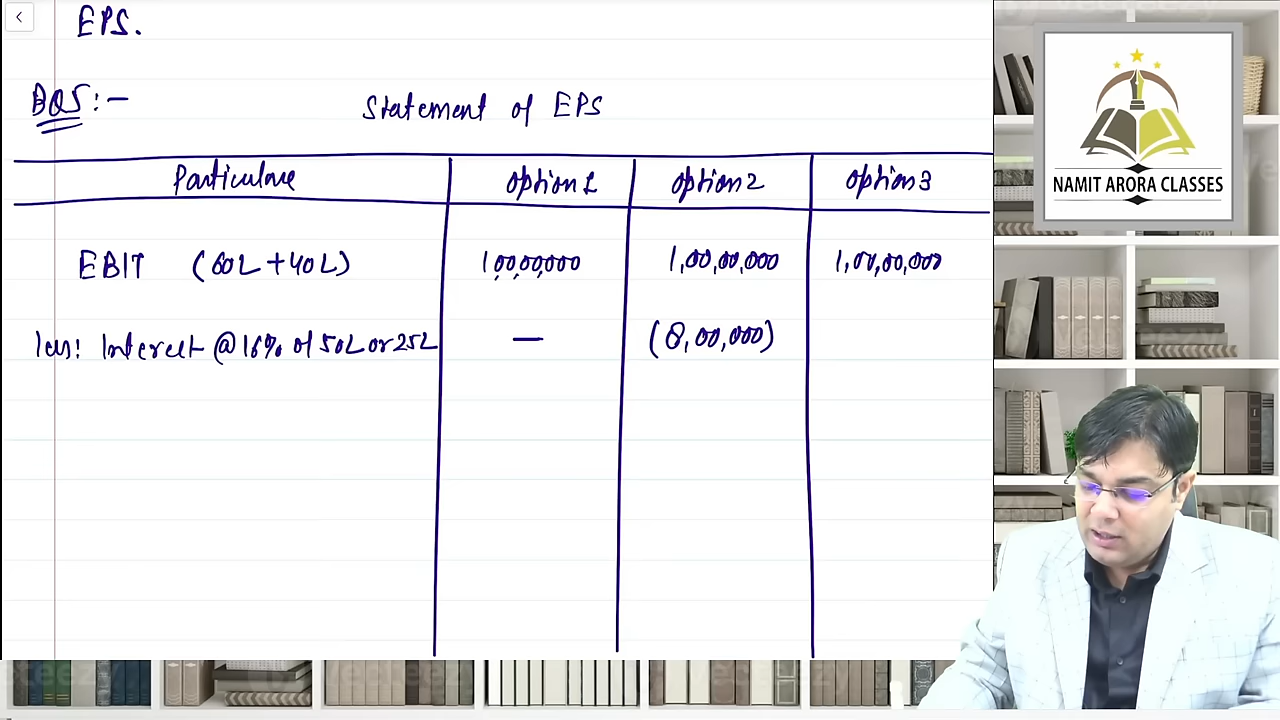 EPS.
BQS:-
Statement of EPS
Particulars Option 1 Option 2 Option 3
EBIT (60L + 40L) 1,00,00,000 1,00,00,000 1,00,00,000
less: Interest @ 16% of 50L or 25L — (8,00,000)
NAMIT ARORA CLASSES